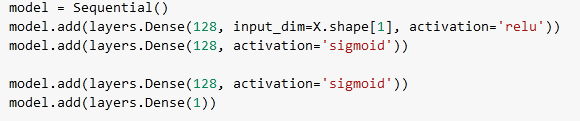 model = Sequential()
model.add(layers.Dense(128, input_dim=X.shape[1], activation='relu'))
model.add(layers.Dense(128, activation='sigmoid'))
model.add(layers.Dense(128, activation='sigmoid'))
model.add(layers.Dense(1))